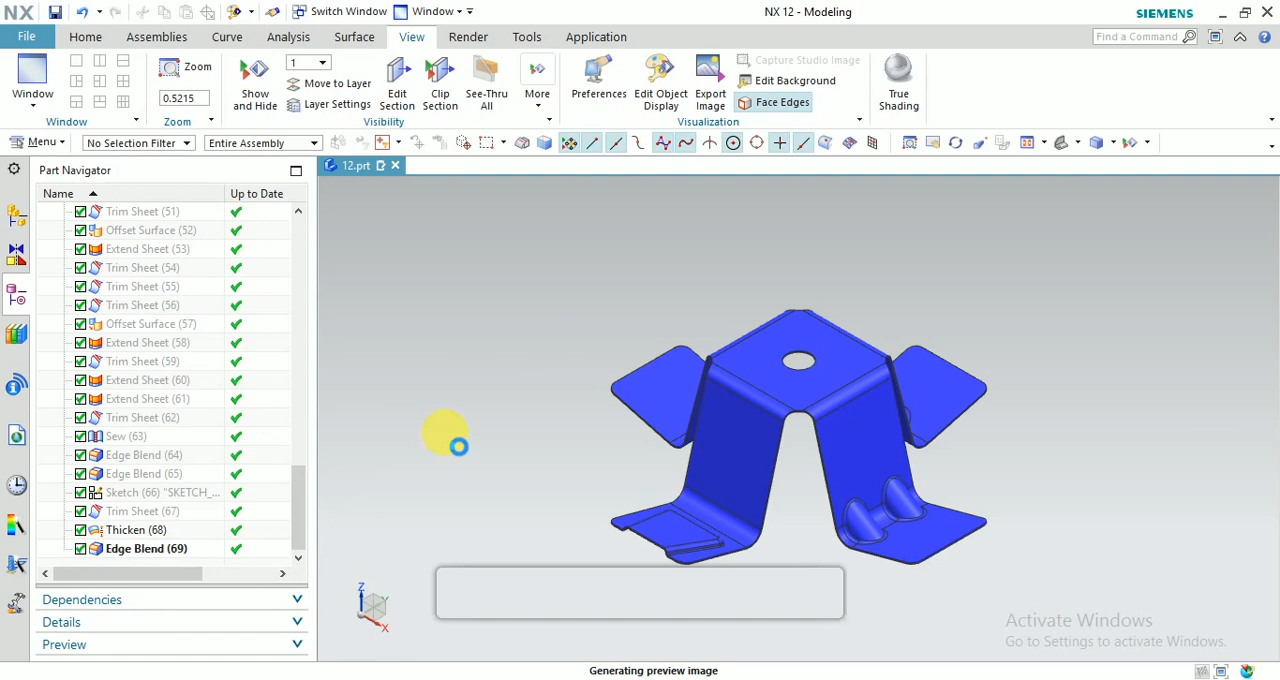 NX
Switch Window
Window
NX 12 - Modeling
SIEMENS
File
Home
Assemblies
Curve
Analysis
Surface
View
Render
Tools
Application
Find a Command
Window
Window
Zoom
0.5215
Zoom
Show and Hide
1
Move to Layer
Layer Settings
Edit Section
Clip Section
See-Thru All
More
Visibility
Preferences
Edit Object Display
Export Image
Capture Studio Image
Edit Background
Face Edges
Visualization
True Shading
Menu
No Selection Filter
Entire Assembly
Part Navigator
12.prt
Name
Up to Date
Trim Sheet (51)
Offset Surface (52)
Extend Sheet (53)
Trim Sheet (54)
Trim Sheet (55)
Trim Sheet (56)
Offset Surface (57)
Extend Sheet (58)
Trim Sheet (59)
Extend Sheet (60)
Extend Sheet (61)
Trim Sheet (62)
Sew (63)
Edge Blend (64)
Edge Blend (65)
Sketch (66) "SKETCH_...
Trim Sheet (67)
Thicken (68)
Edge Blend (69)
Dependencies
Details
Preview
Z
Y
X
Activate Windows
Go to Settings to activate Windows.
Generating preview image